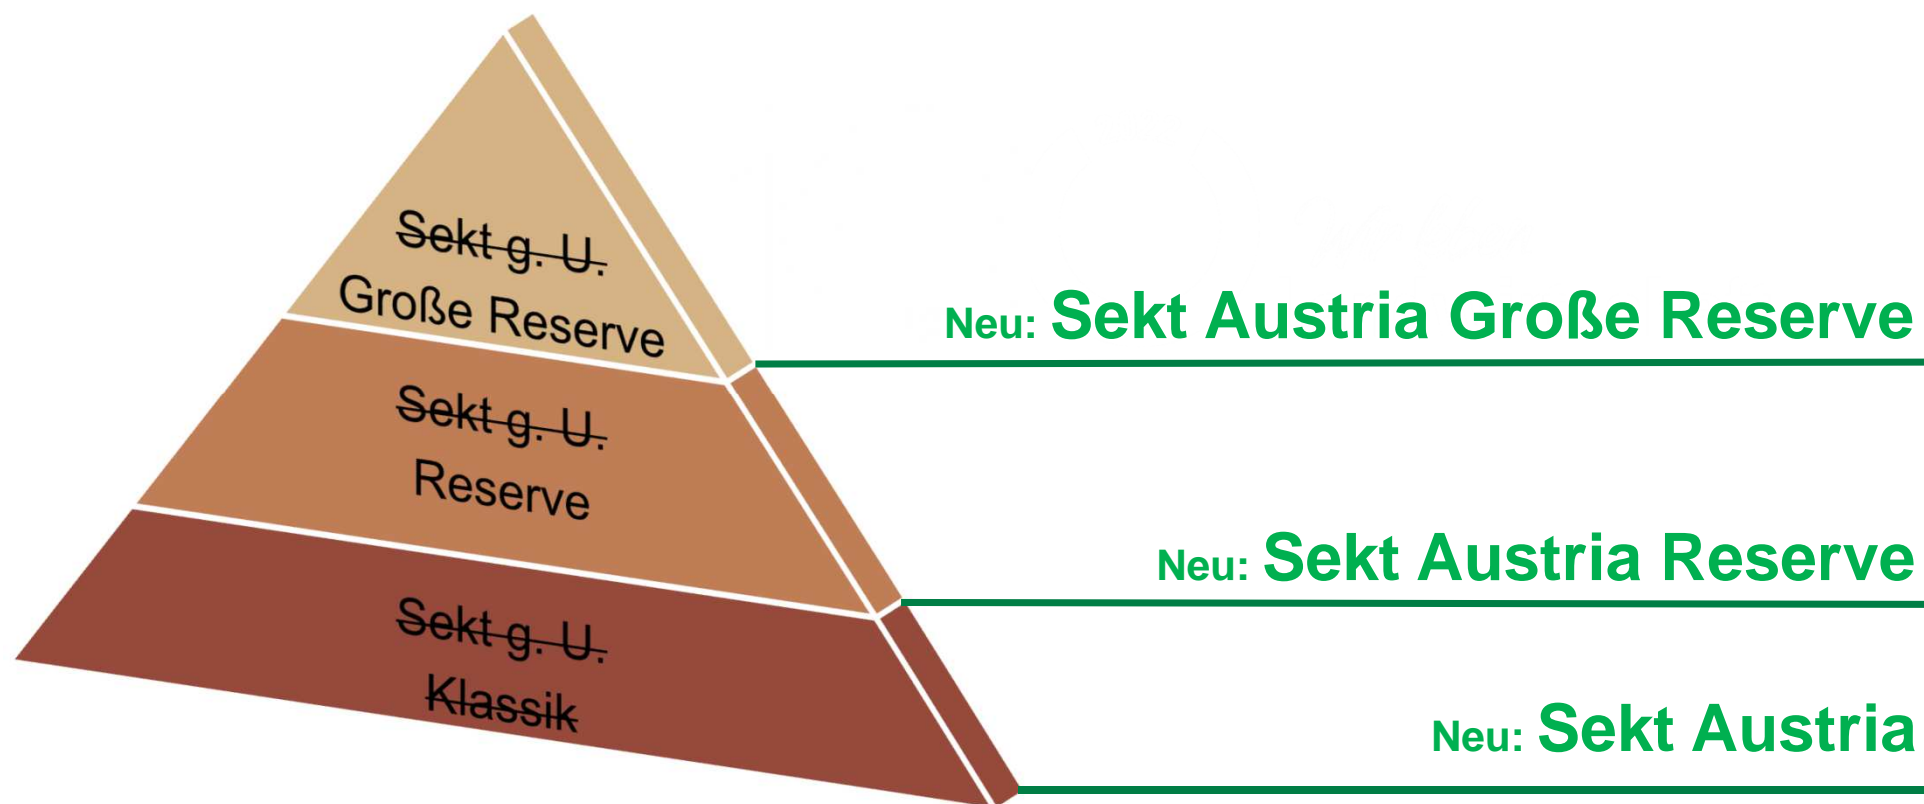 Sekt g. U.
Große Reserve
Neu: Sekt Austria Große Reserve
Sekt g. U.
Reserve
Neu: Sekt Austria Reserve
Sekt g. U.
Klassik
Neu: Sekt Austria